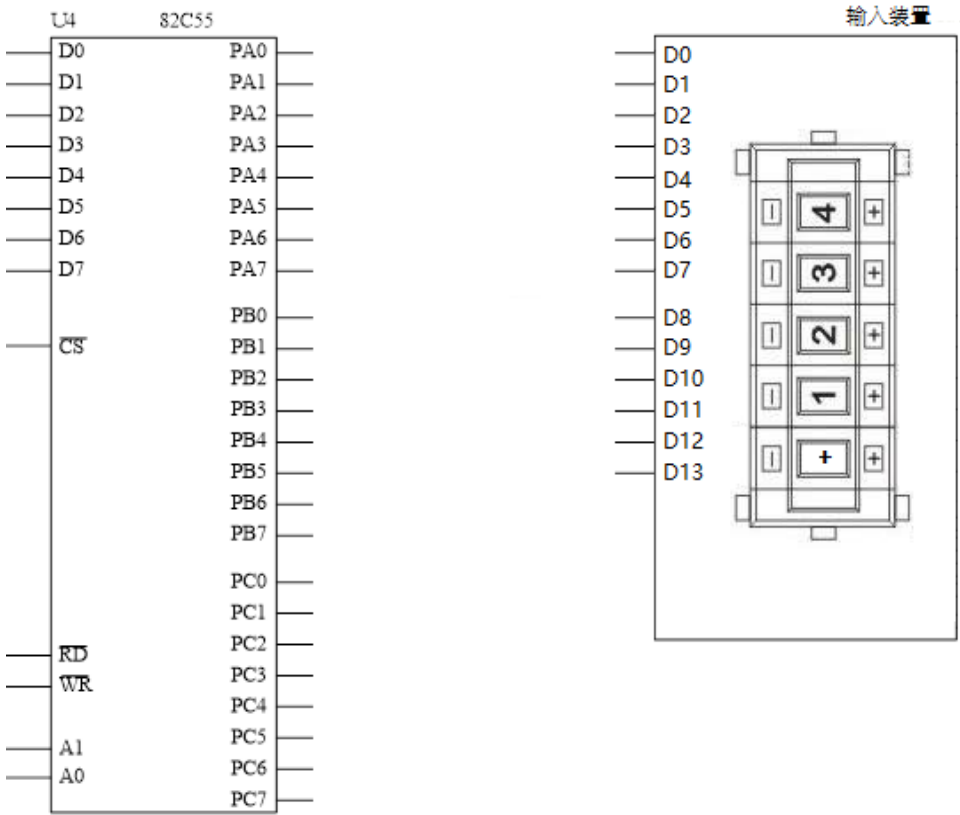 U4 82C55
D0 PA0
D1 PA1
D2 PA2
D3 PA3
D4 PA4
D5 PA5
D6 PA6
D7 PA7
PB0
CS PB1
PB2
PB3
PB4
PB5
PB6
PB7
PC0
PC1
PC2
RD PC3
WR PC4
PC5
A1 PC6
A0 PC7
输入装置
D0
D1
D2
D3
D4
D5
D6
D7
D8
D9
D10
D11
D12
D13
− 4 +
− 3 +
− 2 +
− 1 +
− + +